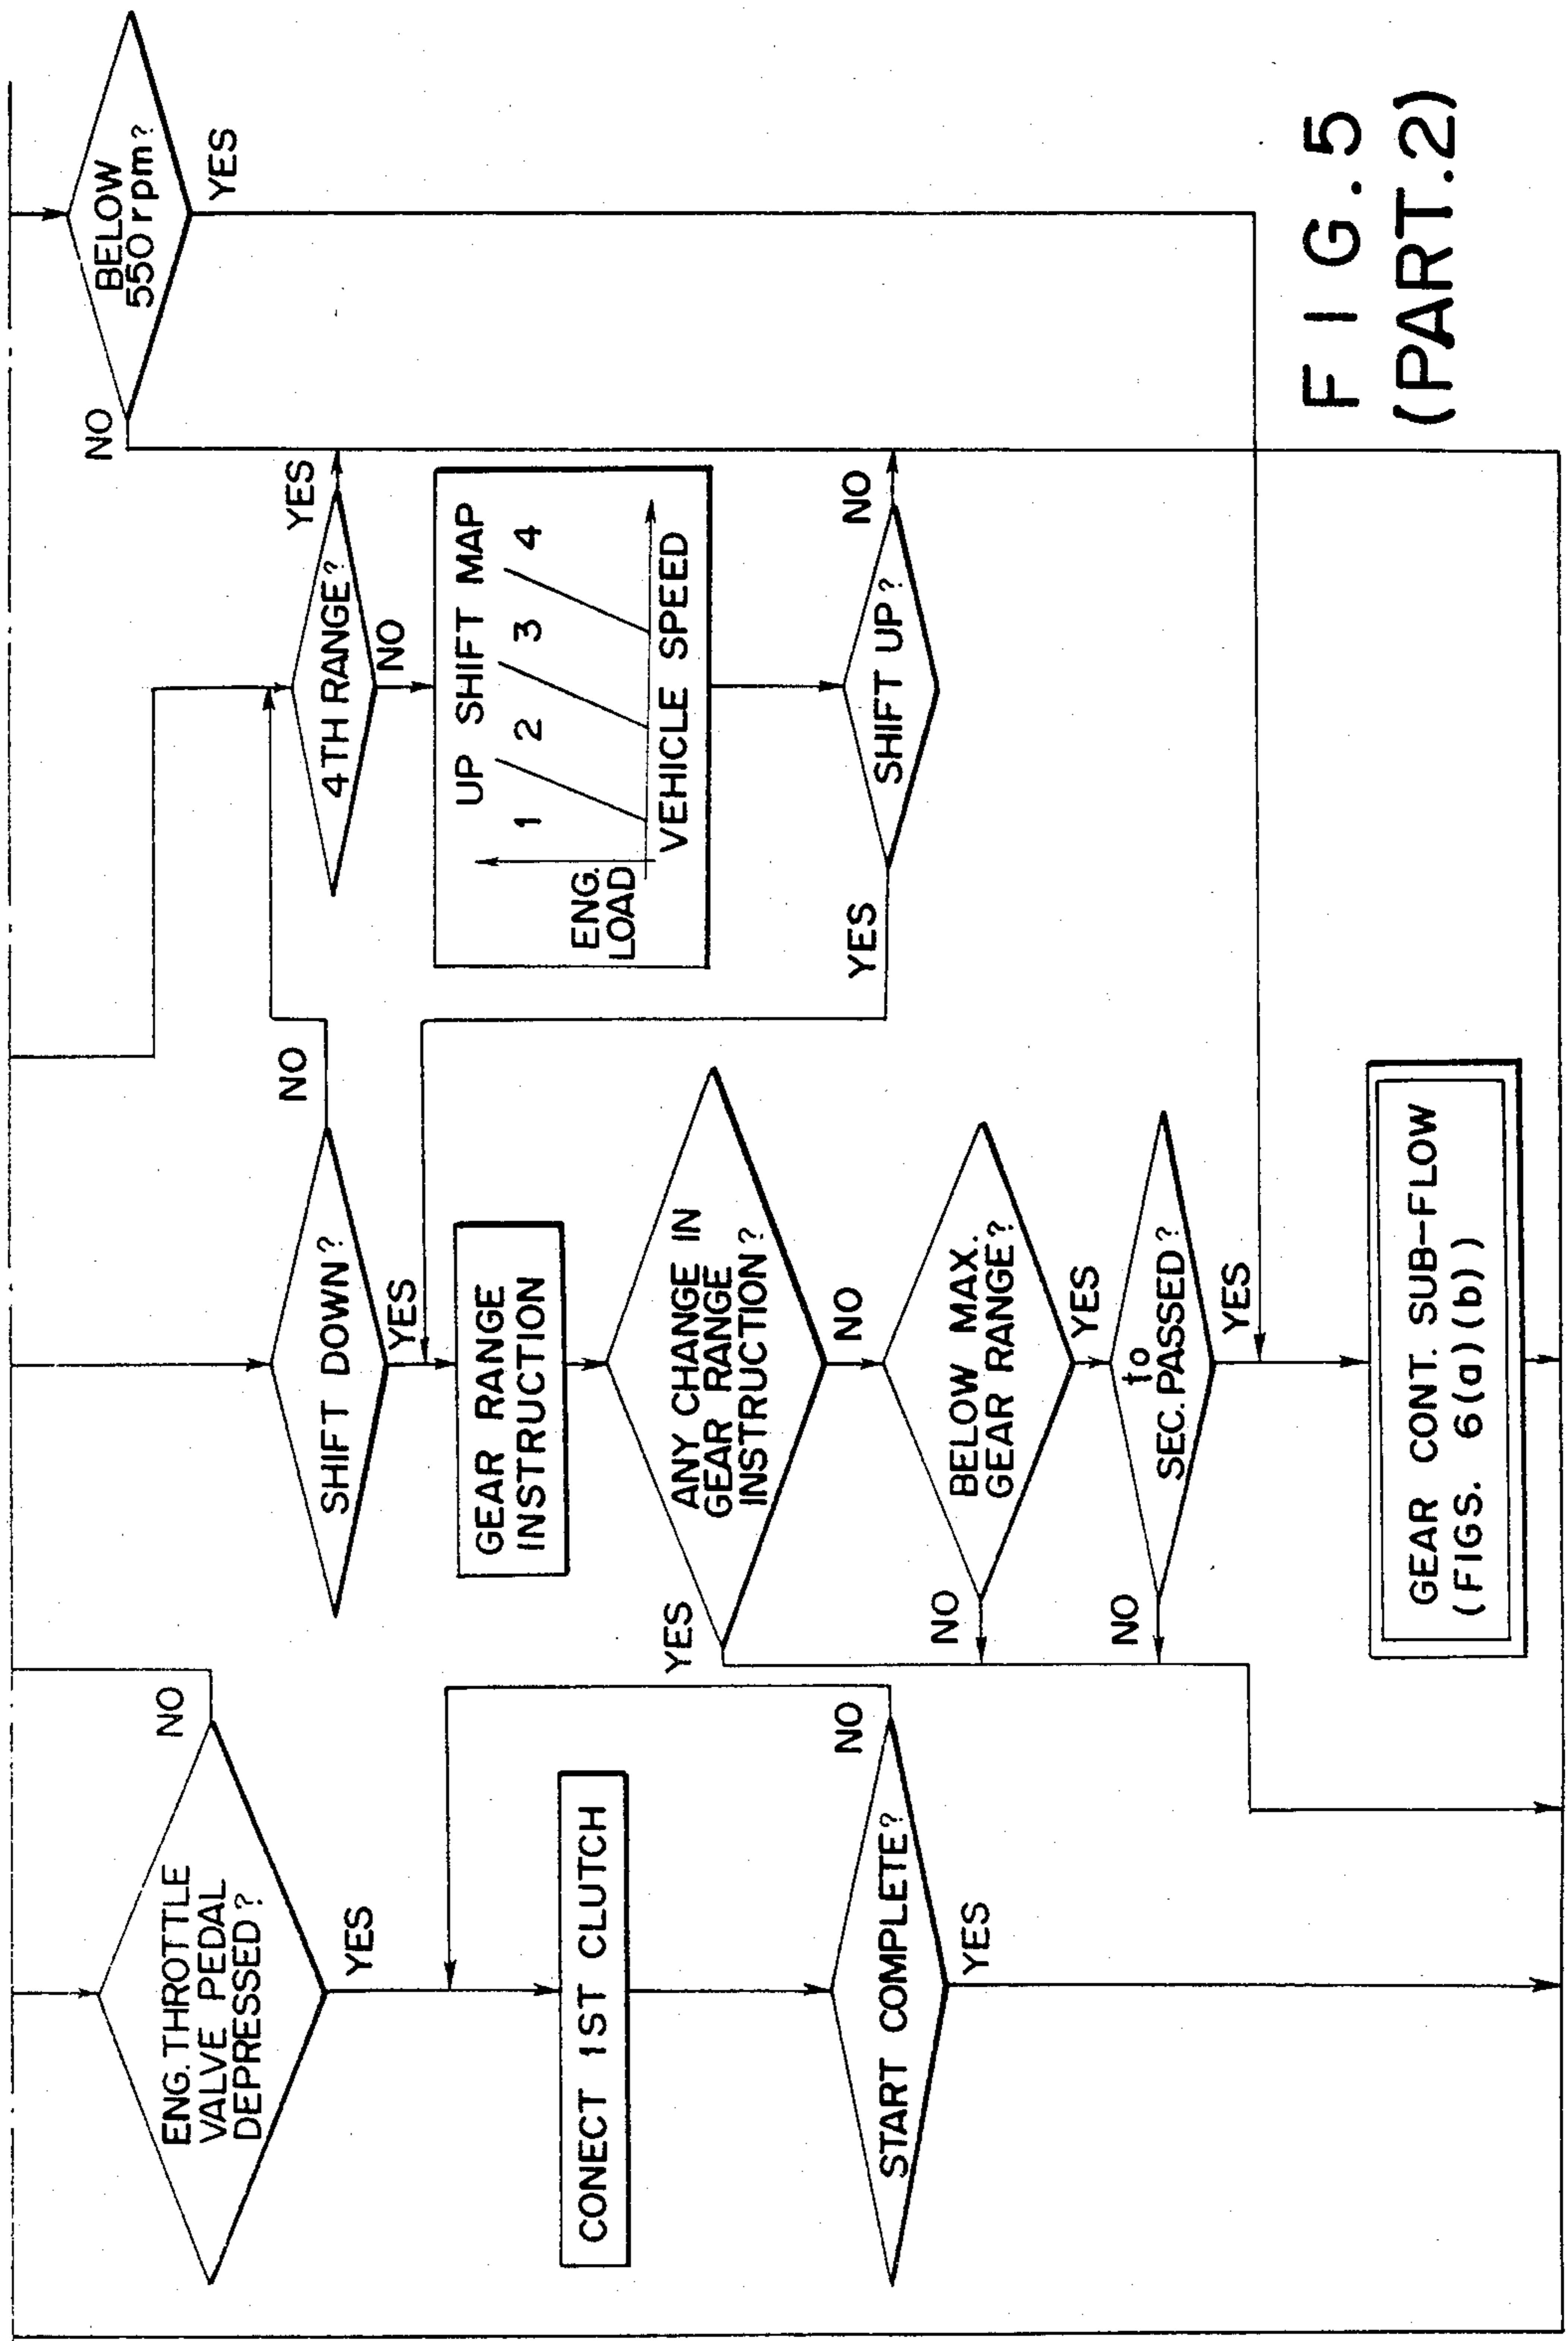 ENG. THROTTLE
VALVE PEDAL
DEPRESSED?
NO
YES
CONECT 1ST CLUTCH
START COMPLETE?
NO
YES
SHIFT DOWN?
NO
YES
GEAR RANGE
INSTRUCTION
ANY CHANGE IN
GEAR RANGE
INSTRUCTION?
YES
NO
BELOW MAX.
GEAR RANGE?
NO
YES
to
SEC. PASSED?
NO
YES
GEAR CONT. SUB-FLOW
(FIGS. 6(a)(b))
4TH RANGE?
YES
NO
UP SHIFT MAP
1 2 3 4
ENG.
LOAD
VEHICLE SPEED
SHIFT UP?
YES
NO
BELOW
550rpm?
NO
YES
FIG.5
(PART.2)